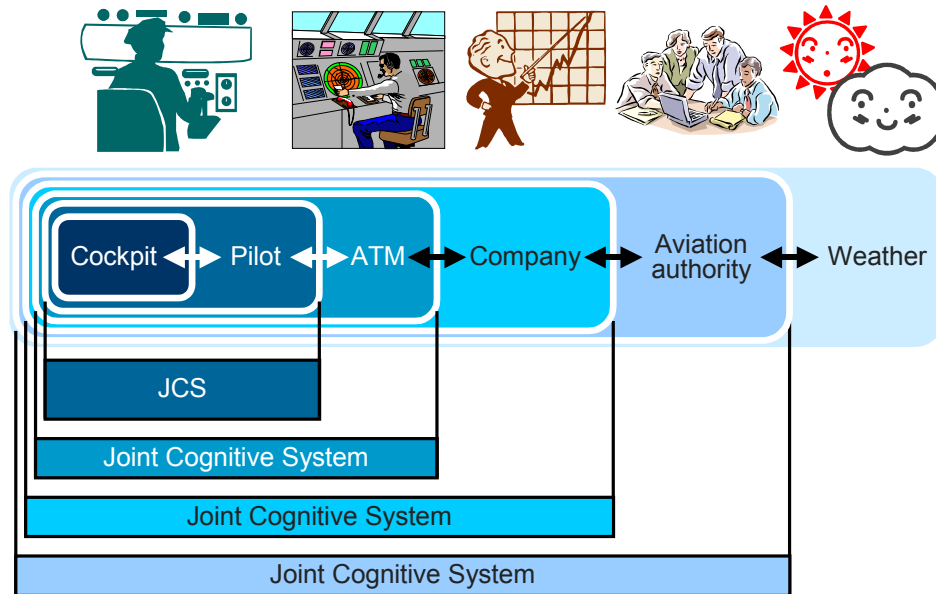 Cockpit
Pilot
ATM
Company
Aviation
authority
Weather
JCS
Joint Cognitive System
Joint Cognitive System
Joint Cognitive System